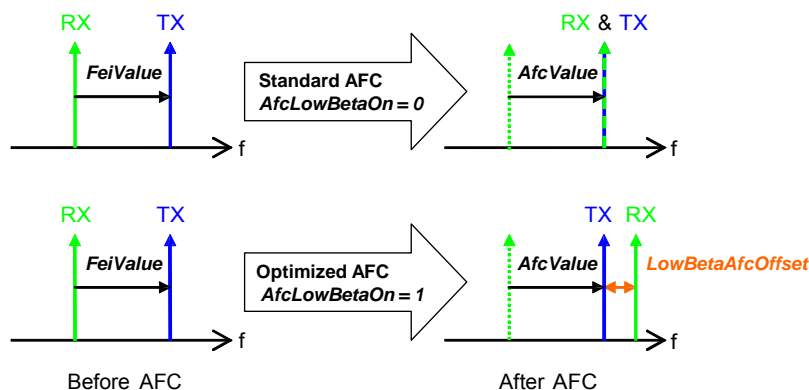 RX TX
FeiValue
f
Standard AFC
AfcLowBetaOn = 0
RX & TX
AfcValue
f
RX TX
FeiValue
f
Optimized AFC
AfcLowBetaOn = 1
TX RX
AfcValue
LowBetaAfcOffset
f
Before AFC
After AFC